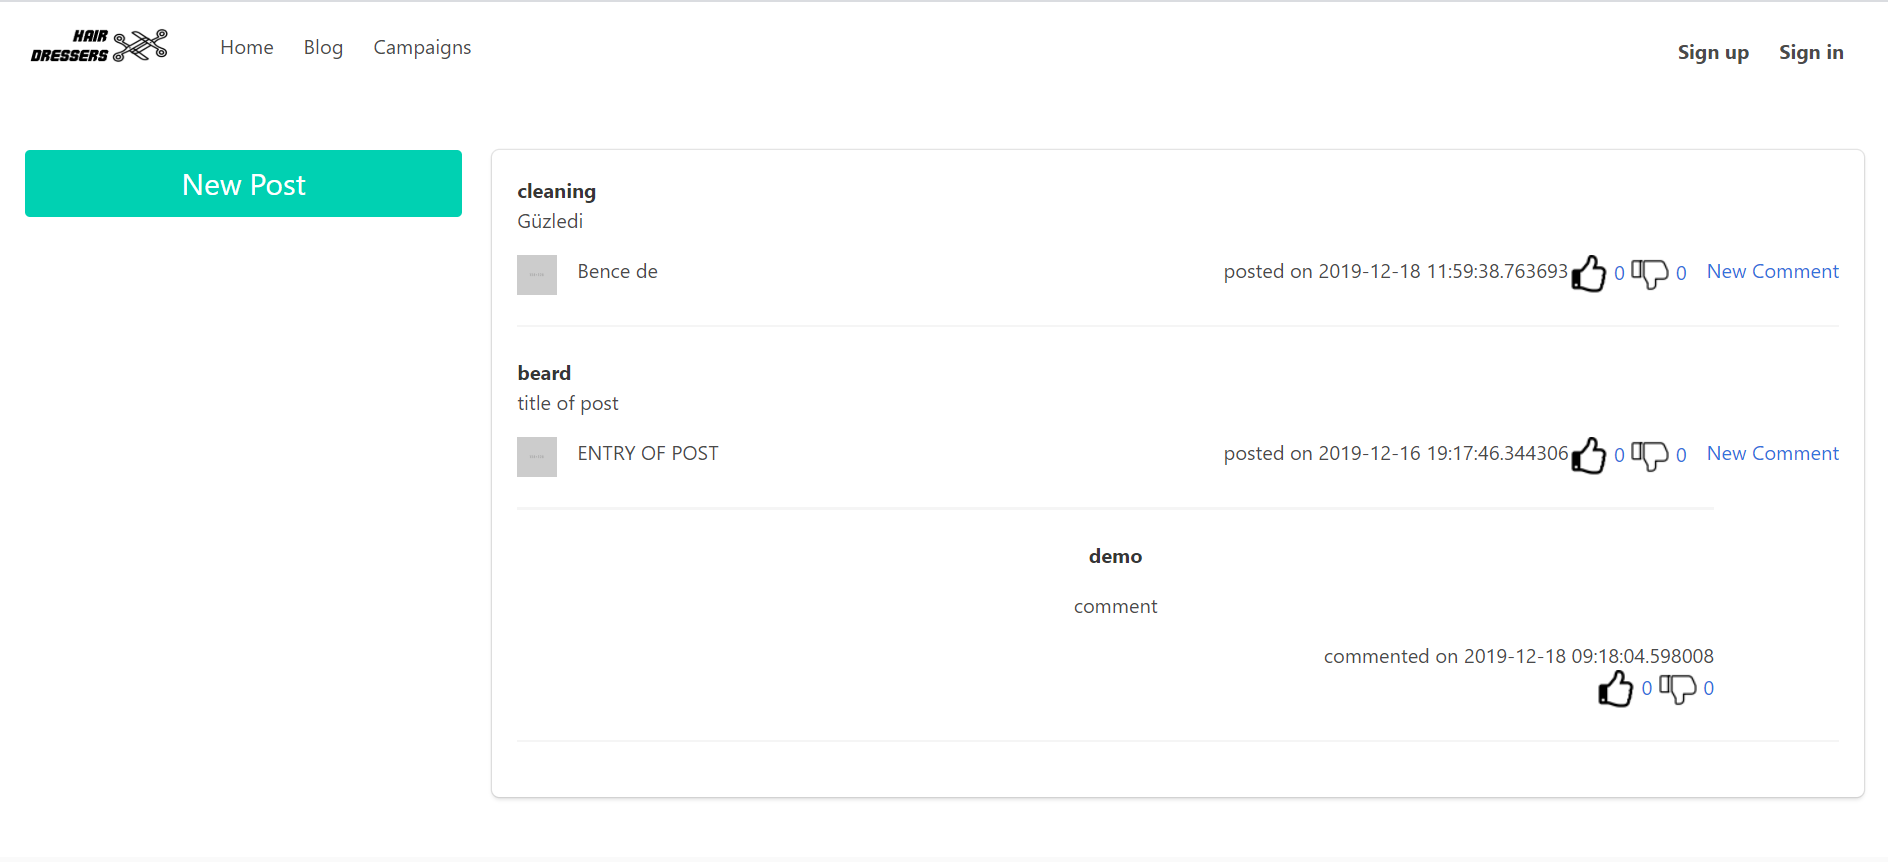 HAIR
DRESSERS
Home Blog Campaigns
Sign up Sign in
New Post
cleaning
Güzledi
Bence de posted on 2019-12-18 11:59:38.763693 0 0 New Comment
beard
title of post
ENTRY OF POST posted on 2019-12-16 19:17:46.344306 0 0 New Comment
demo
comment
commented on 2019-12-18 09:18:04.598008
0 0